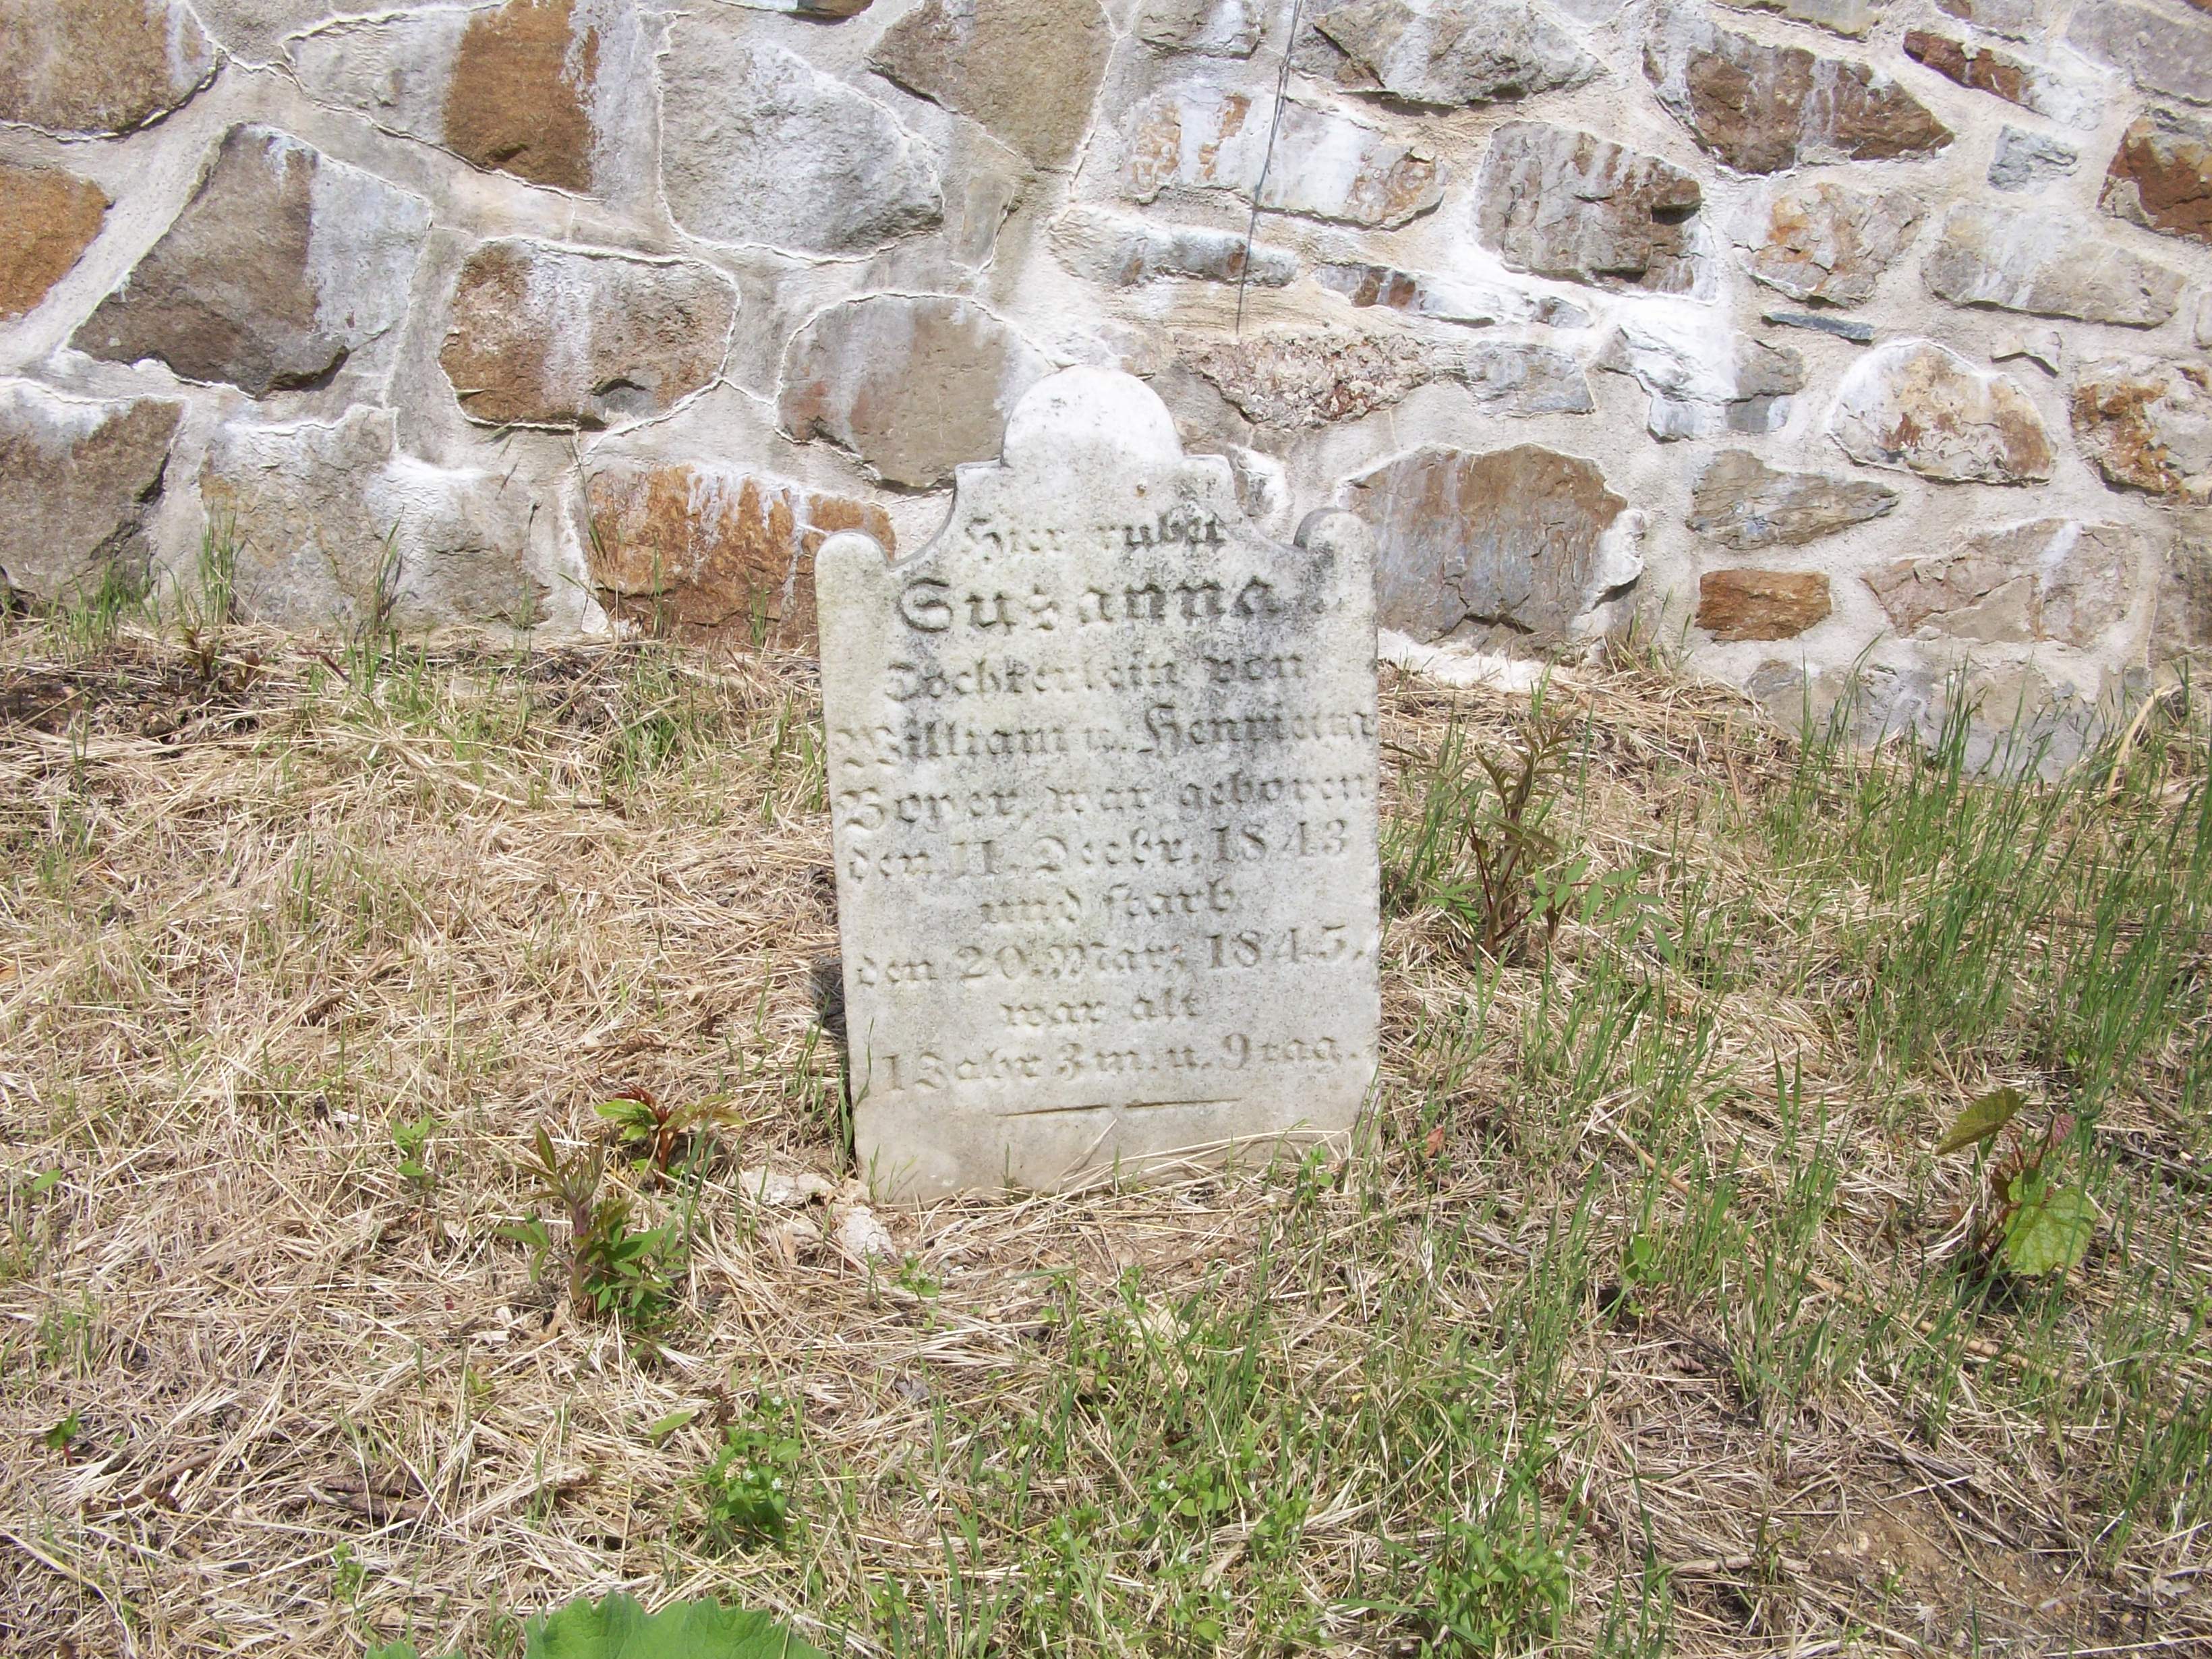 Hier ruht
Susanna
Töchterlein von
William u. Henrietta
Boyer, war geboren
den 11. Decbr. 1843
und starb
den 20. März 1845.
war alt
1 Jahr 3 m. u. 9 tag.